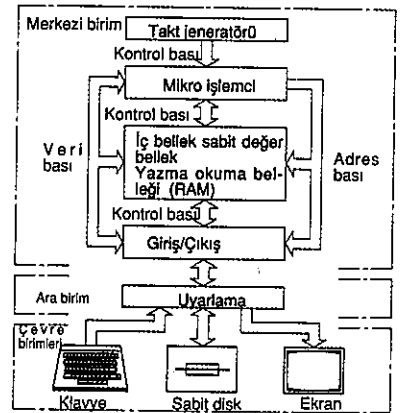 Merkezi birim
Takt jeneratörü
Kontrol bası
Mikro işlemci
Kontrol bası
Veri
bası
İç bellek sabit değer
bellek
Yazma okuma bel-
leği (RAM)
Adres
bası
Kontrol bası
Giriş/Çıkış
Ara birim
Uyarlama
Çevre
birimleri
Klavye
Sabit disk
Ekran